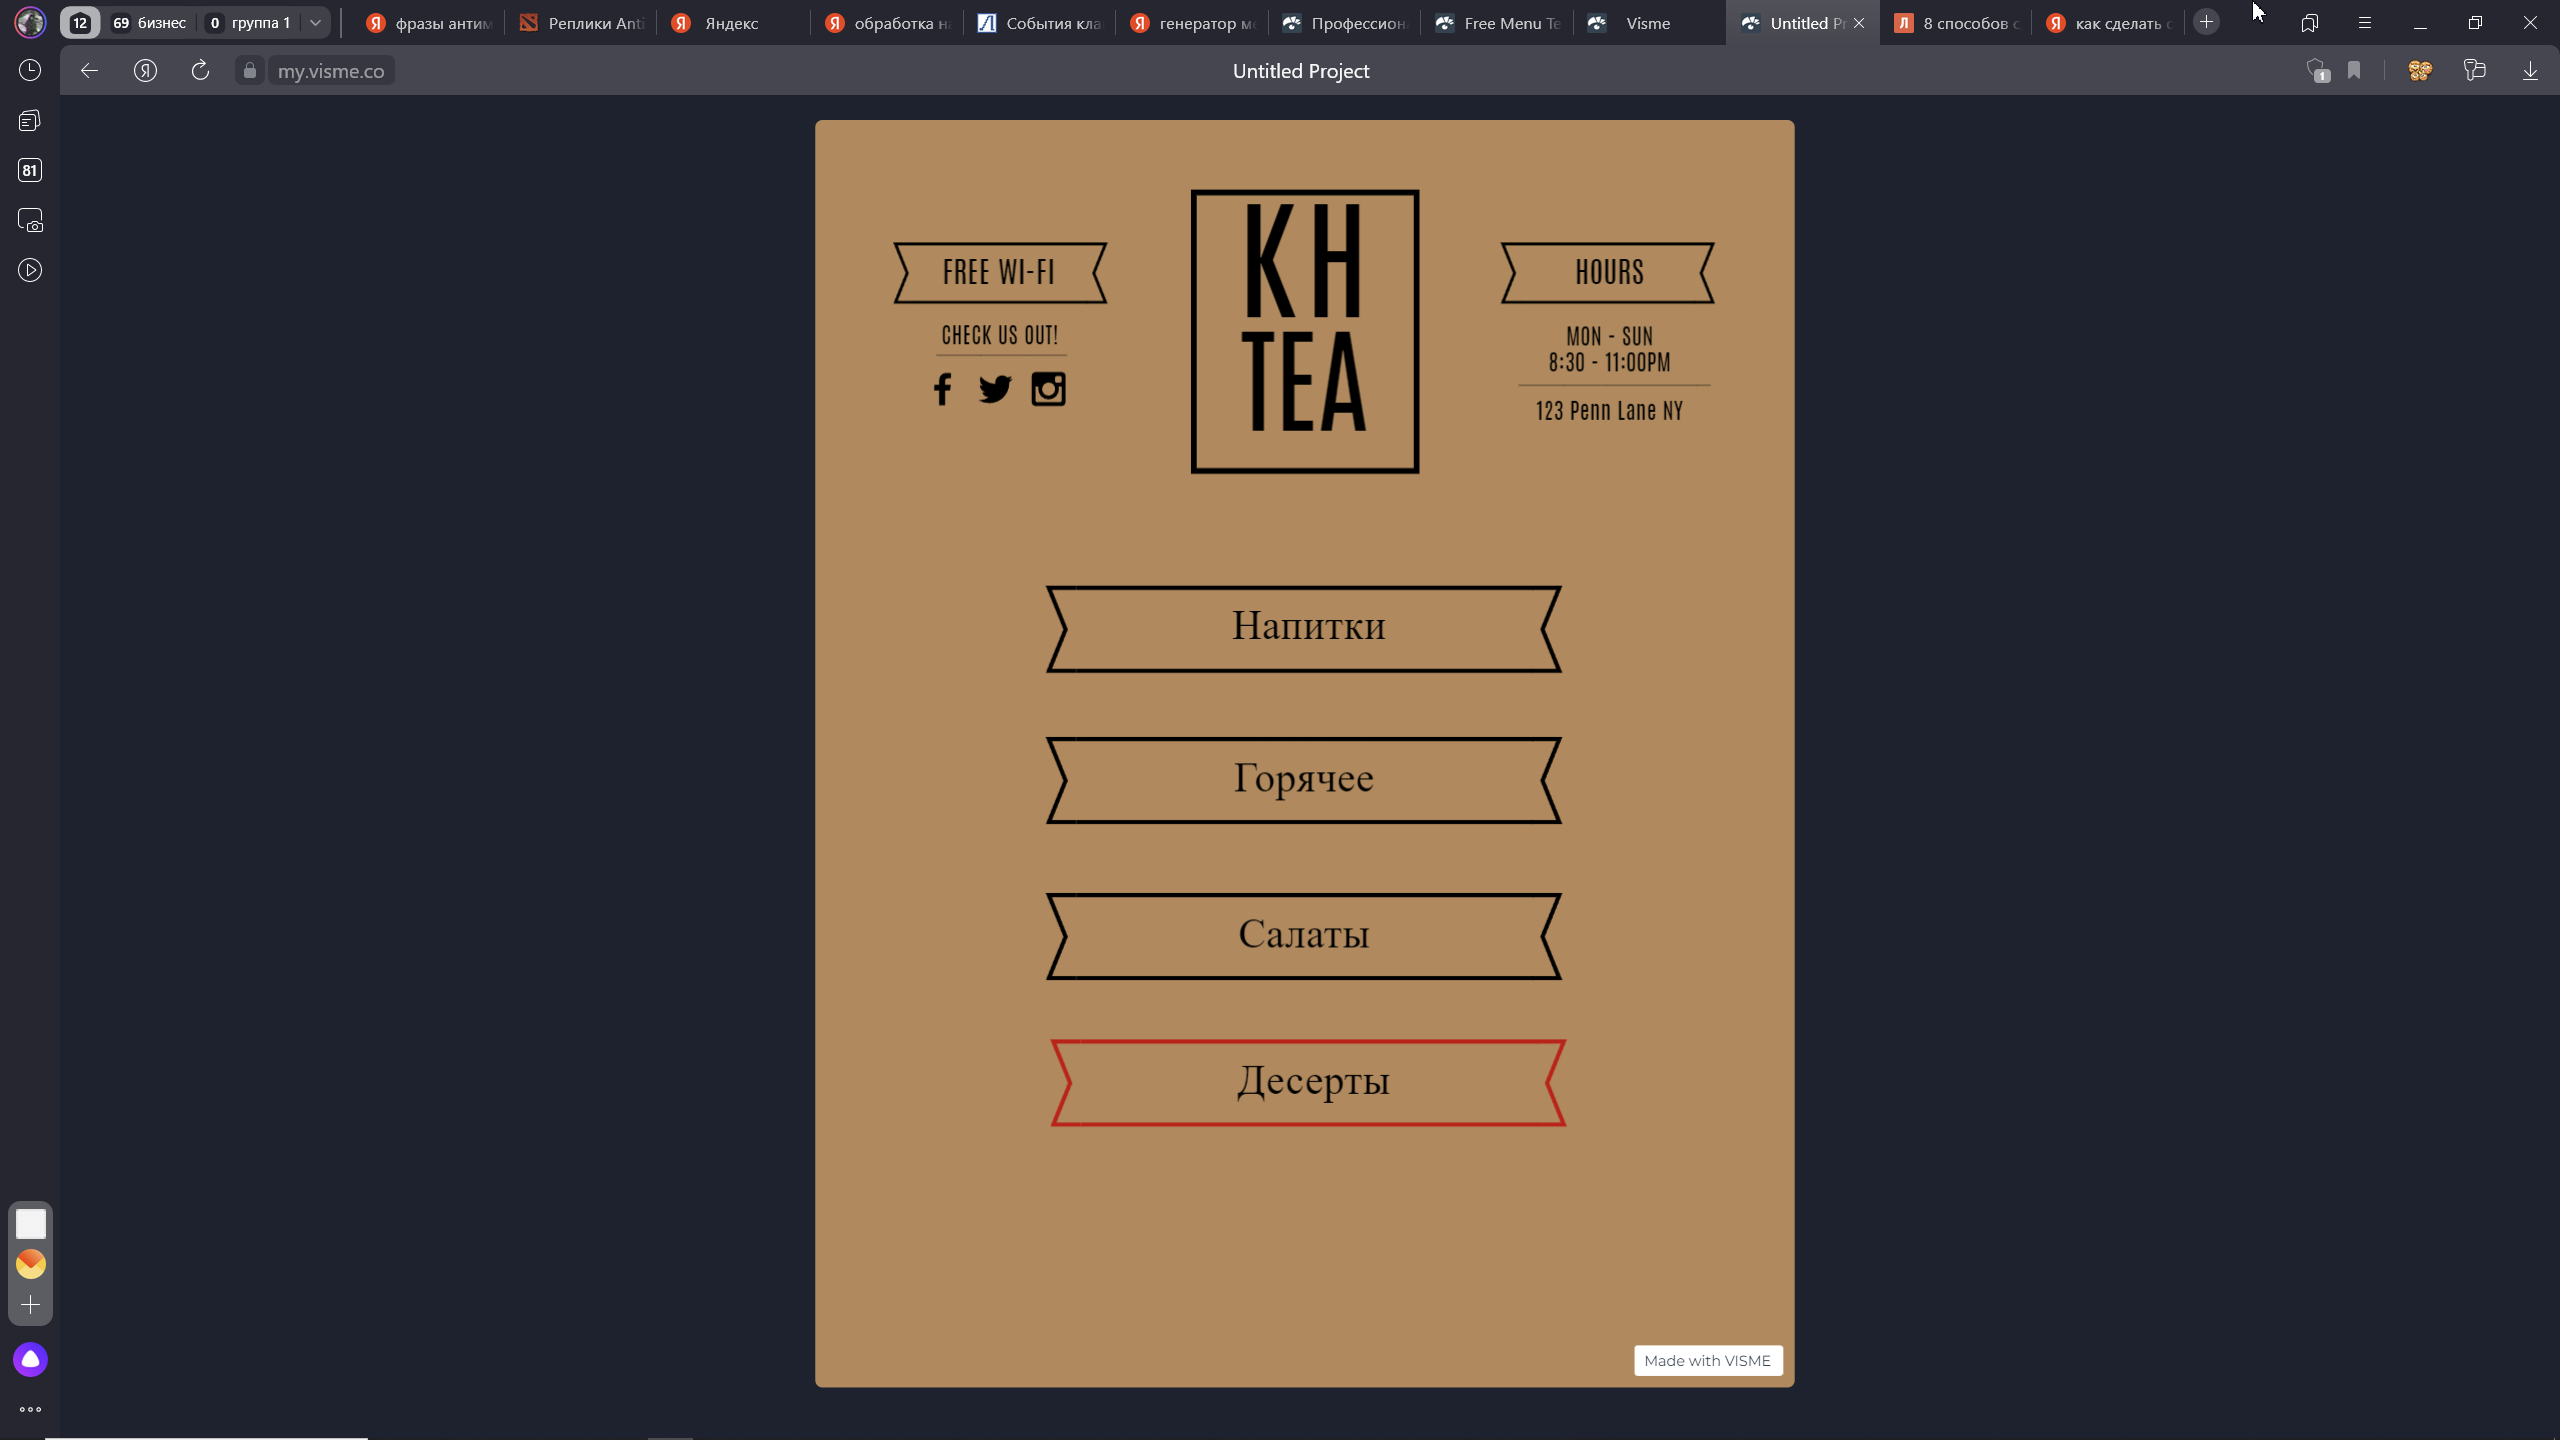 12
69 бизнес
0 группа 1
фразы антим
Реплики Anti
Яндекс
обработка н
События кла
генератор м
Профессион
Free Menu Te
Visme
Untitled Pr
8 способов с
как сделать с
my.visme.co
Untitled Project
1
81
FREE WI-FI
CHECK US OUT!
KH
TEA
HOURS
MON - SUN
8:30 - 11:00PM
123 Penn Lane NY
Напитки
Горячее
Салаты
Десерты
Made with VISME